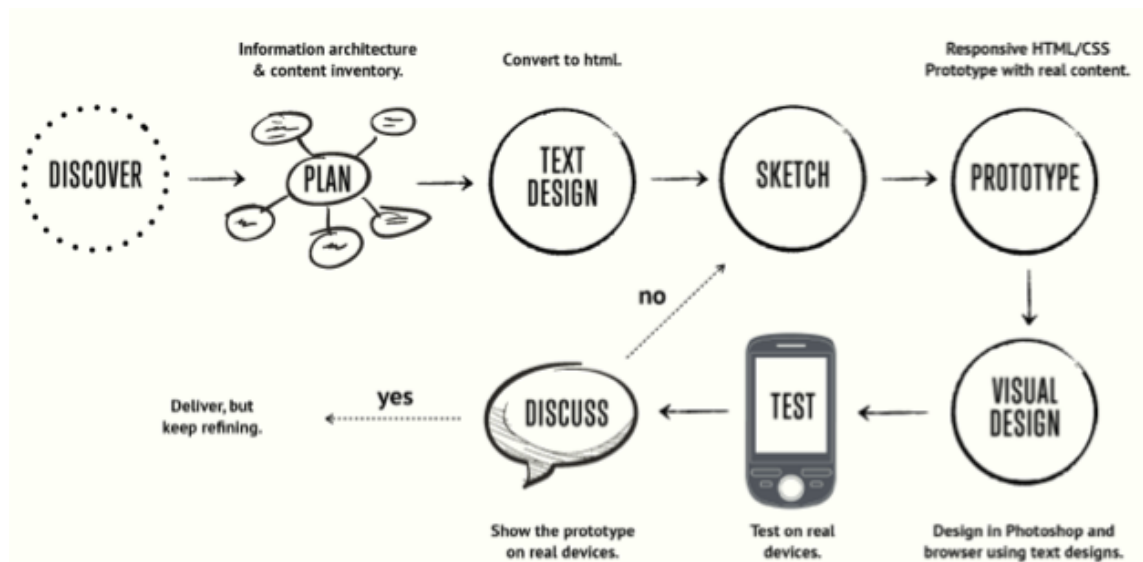 Information architecture
& content inventory.
Convert to html.
Responsive HTML/CSS
Prototype with real content.
DISCOVER
PLAN
TEXT
DESIGN
SKETCH
PROTOTYPE
no
VISUAL
DESIGN
TEST
DISCUSS
yes
Deliver, but
keep refining.
Show the prototype
on real devices.
Test on real
devices.
Design in Photoshop and
browser using text designs.